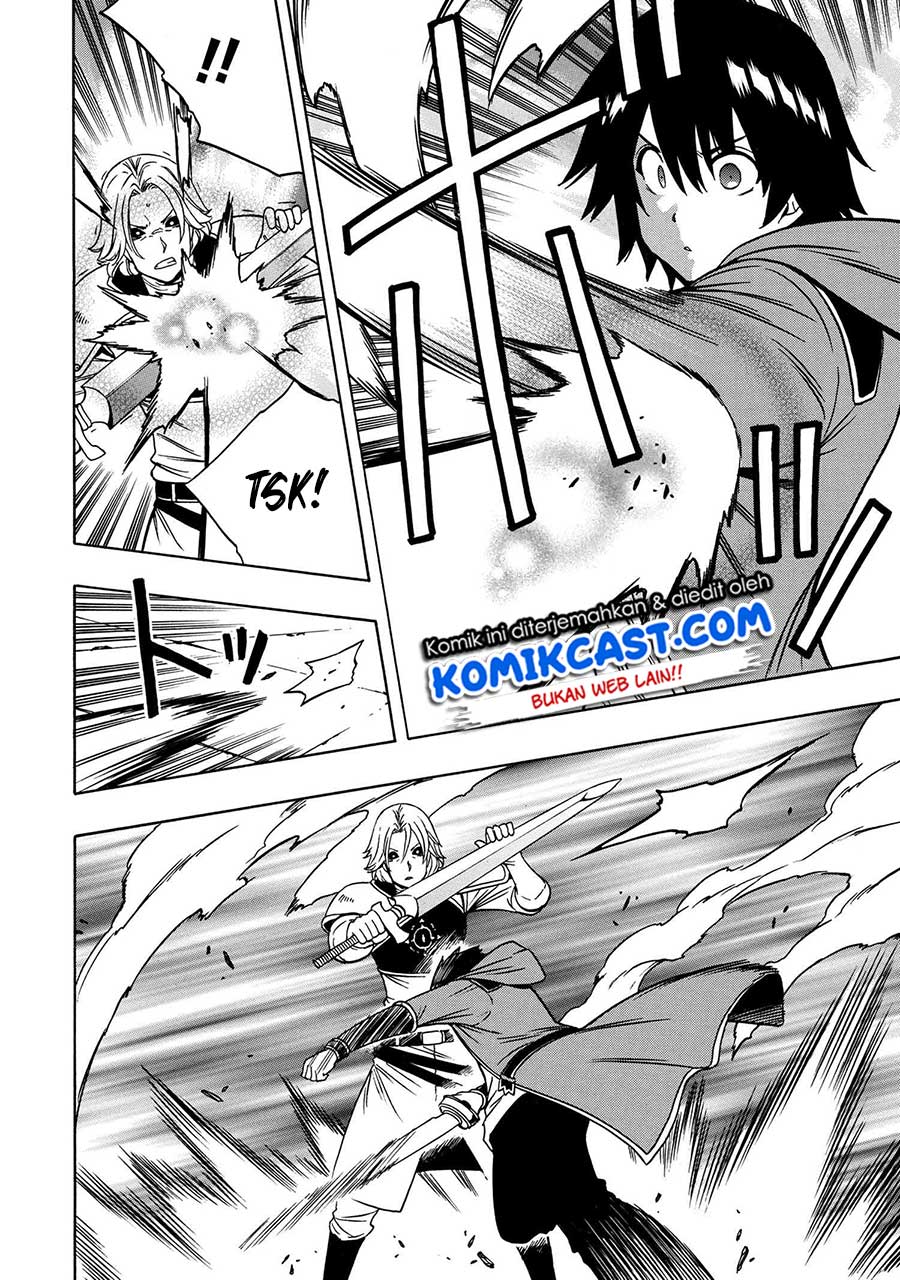 !!
TSK!
トッ
Komik ini diterjemahkan & diedit oleh
KOMIKCAST.COM
BUKAN WEB LAIN!!